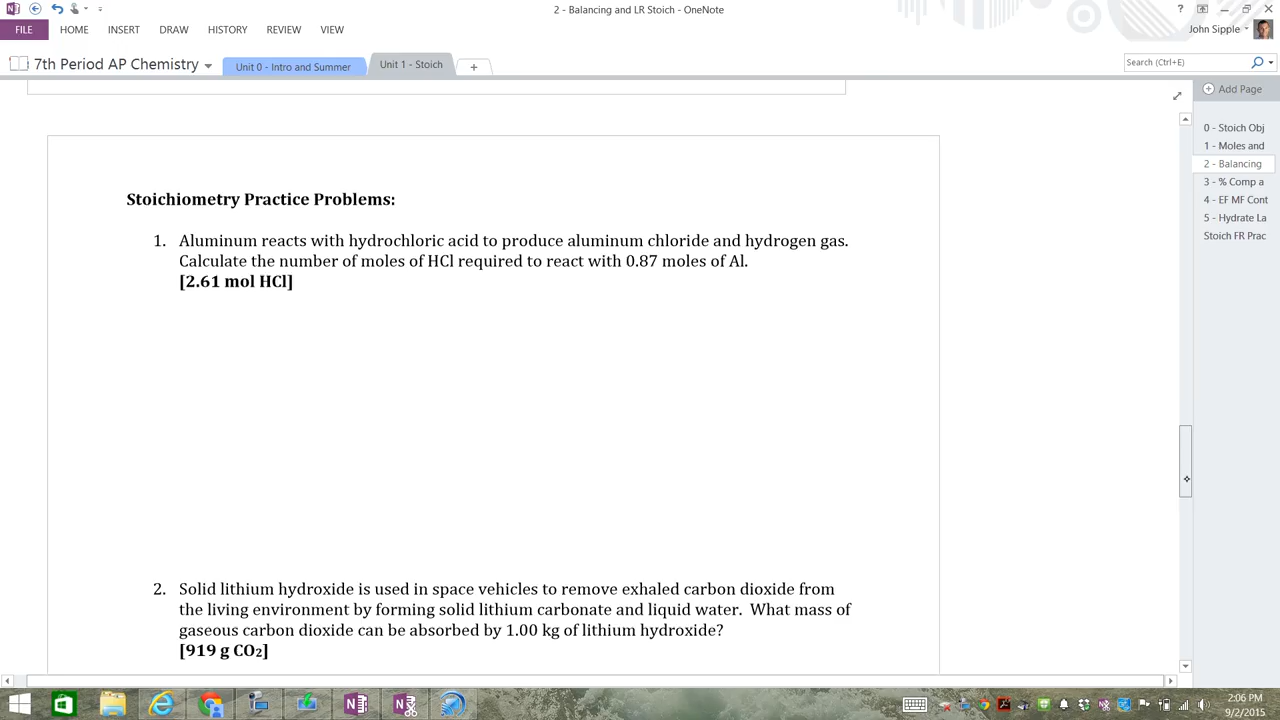 2 - Balancing and LR Stoich - OneNote
?
FILE HOME INSERT DRAW HISTORY REVIEW VIEW
John Sipple
7th Period AP Chemistry
Unit 0 - Intro and Summer
Unit 1 - Stoich
+
Search (Ctrl+E)
Add Page
0 - Stoich Obj
1 - Moles and
2 - Balancing
3 - % Comp a
4 - EF MF Cont
5 - Hydrate La
Stoich FR Prac
Stoichiometry Practice Problems:
1. Aluminum reacts with hydrochloric acid to produce aluminum chloride and hydrogen gas.
Calculate the number of moles of HCl required to react with 0.87 moles of Al.
[2.61 mol HCl]
2. Solid lithium hydroxide is used in space vehicles to remove exhaled carbon dioxide from
the living environment by forming solid lithium carbonate and liquid water. What mass of
gaseous carbon dioxide can be absorbed by 1.00 kg of lithium hydroxide?
[919 g CO₂]
2:06 PM
9/2/2015